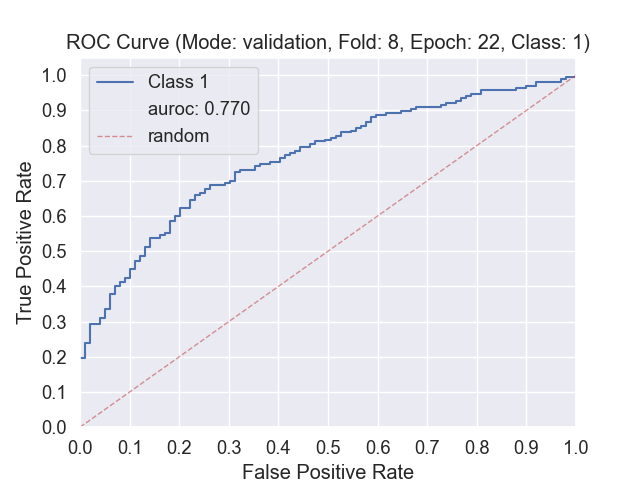 ROC Curve (Mode: validation, Fold: 8, Epoch: 22, Class: 1)
Class 1
auroc: 0.770
random
True Positive Rate
1.0
0.9
0.8
0.7
0.6
0.5
0.4
0.3
0.2
0.1
0.0
0.0 0.1 0.2 0.3 0.4 0.5 0.6 0.7 0.8 0.9 1.0
False Positive Rate